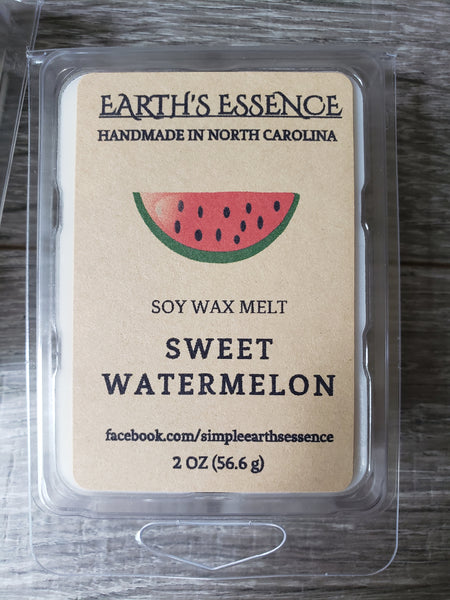 EARTH'S ESSENCE
HANDMADE IN NORTH CAROLINA
SOY WAX MELT
SWEET
WATERMELON
facebook.com/simpleearthsessence
2 OZ (56.6 g)